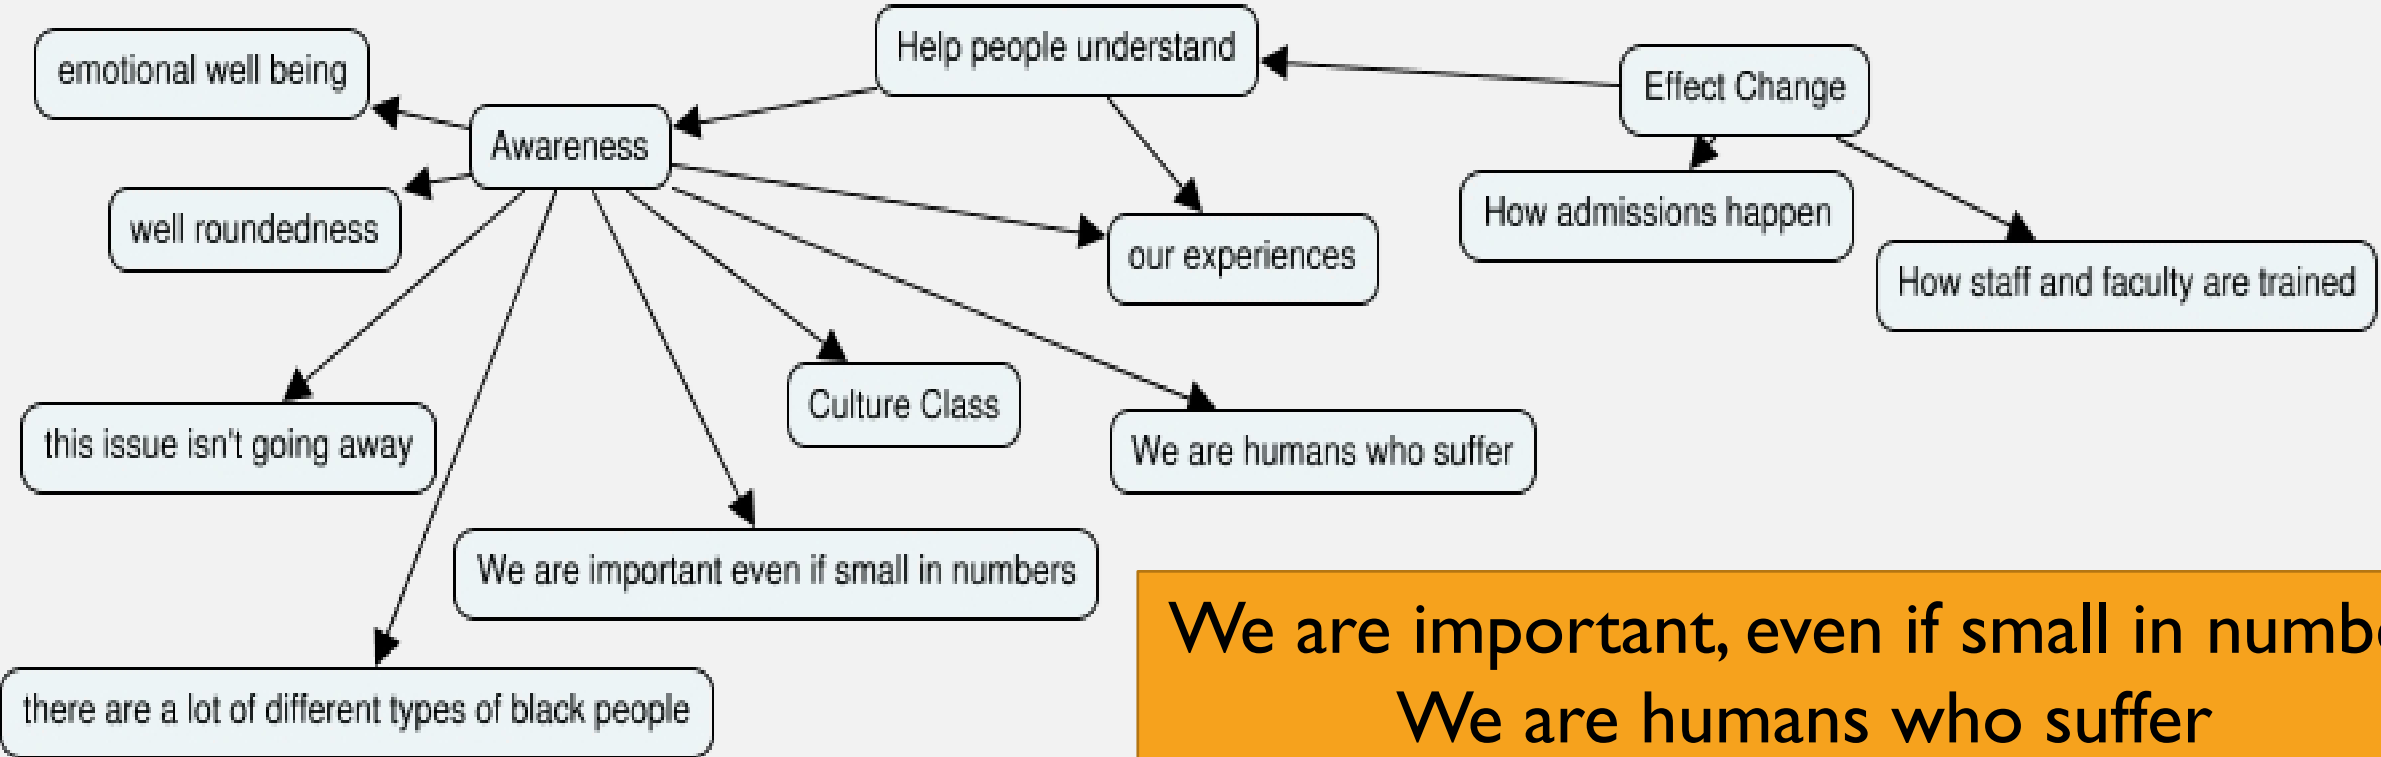 Help people understand
emotional well being
Effect Change
Awareness
How admissions happen
well roundedness
our experiences
How staff and faculty are trained
Culture Class
this issue isn't going away
We are humans who suffer
We are important even if small in numbers
there are a lot of different types of black people
We are important, even if small in
We are humans who suffer